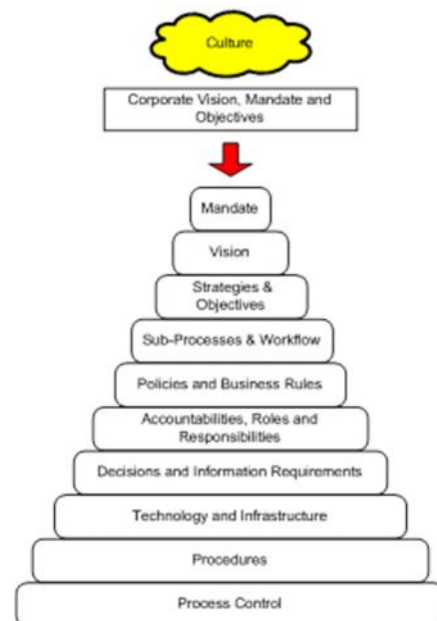 Culture
Corporate Vision, Mandate and
Objectives
Mandate
Vision
Strategies &
Objectives
Sub-Processes & Workflow
Policies and Business Rules
Accountabilities, Roles and
Responsibilities
Decisions and Information Requirements
Technology and Infrastructure
Procedures
Process Control